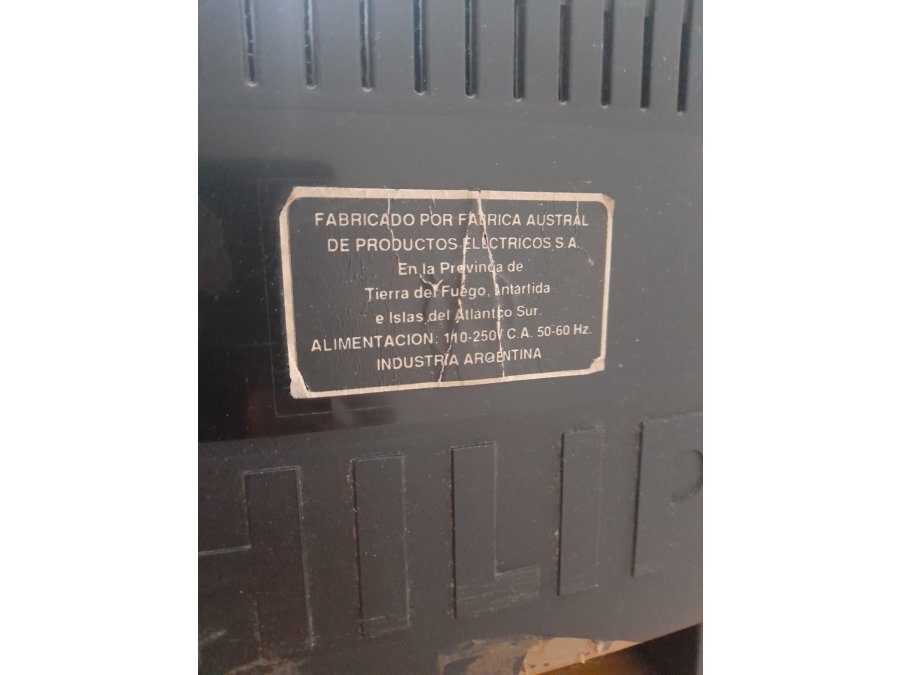 FABRICADO POR FABRICA AUSTRAL
DE PRODUCTOS ELECTRICOS S.A.
En la Provincia de
Tierra del Fuego, Antartida
e Islas del Atlantico Sur.
ALIMENTACION: 110-250V C.A. 50-60 Hz.
INDUSTRIA ARGENTINA
HILIP